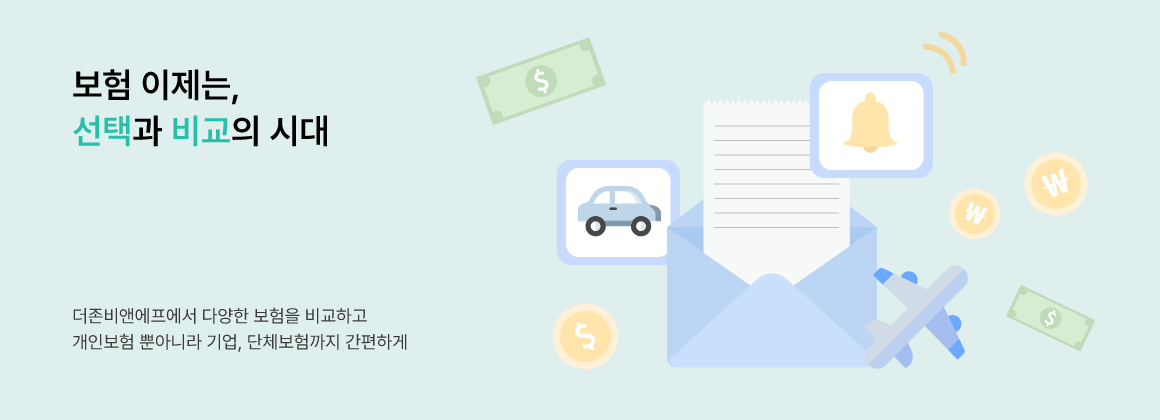 보험 이제는,
선택과 비교의 시대
더존비앤에프에서 다양한 보험을 비교하고
개인보험 뿐아니라 기업, 단체보험까지 간편하게
$
₩
₩
$
$